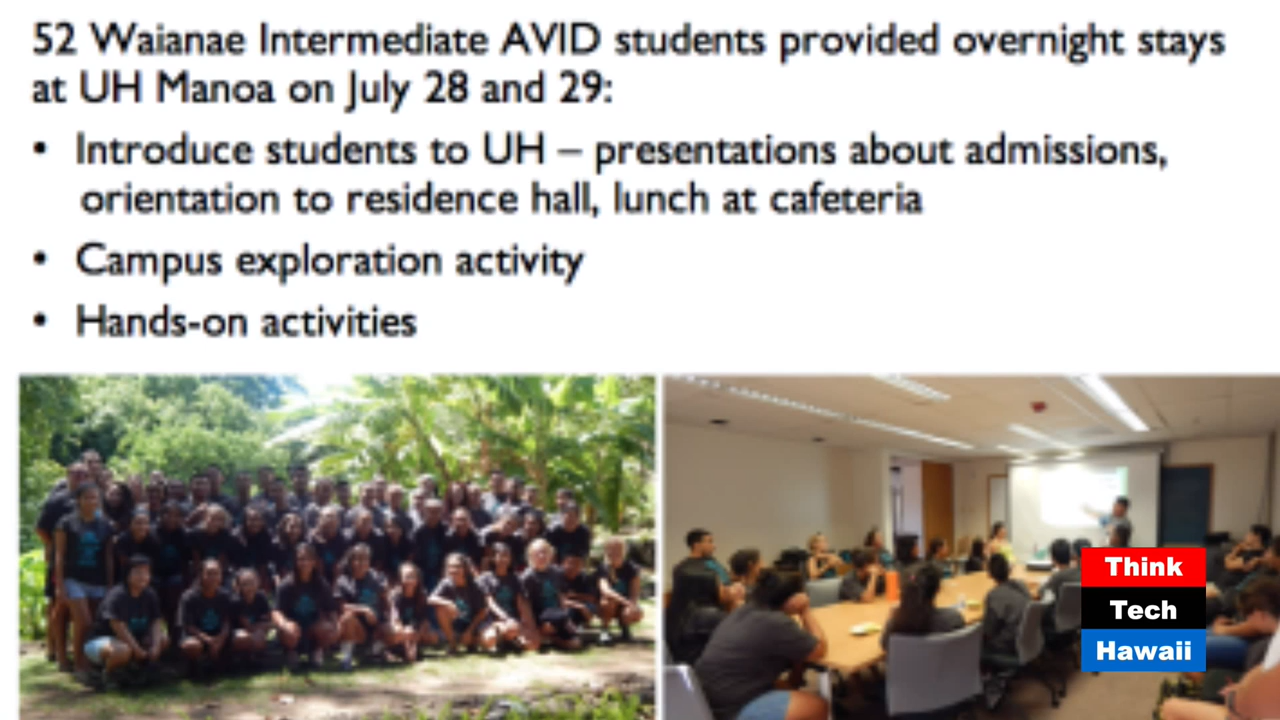 52 Waianae Intermediate AVID students provided overnight stays
at UH Manoa on July 28 and 29:
• Introduce students to UH – presentations about admissions,
orientation to residence hall, lunch at cafeteria
• Campus exploration activity
• Hands-on activities
Think
Tech
Hawaii